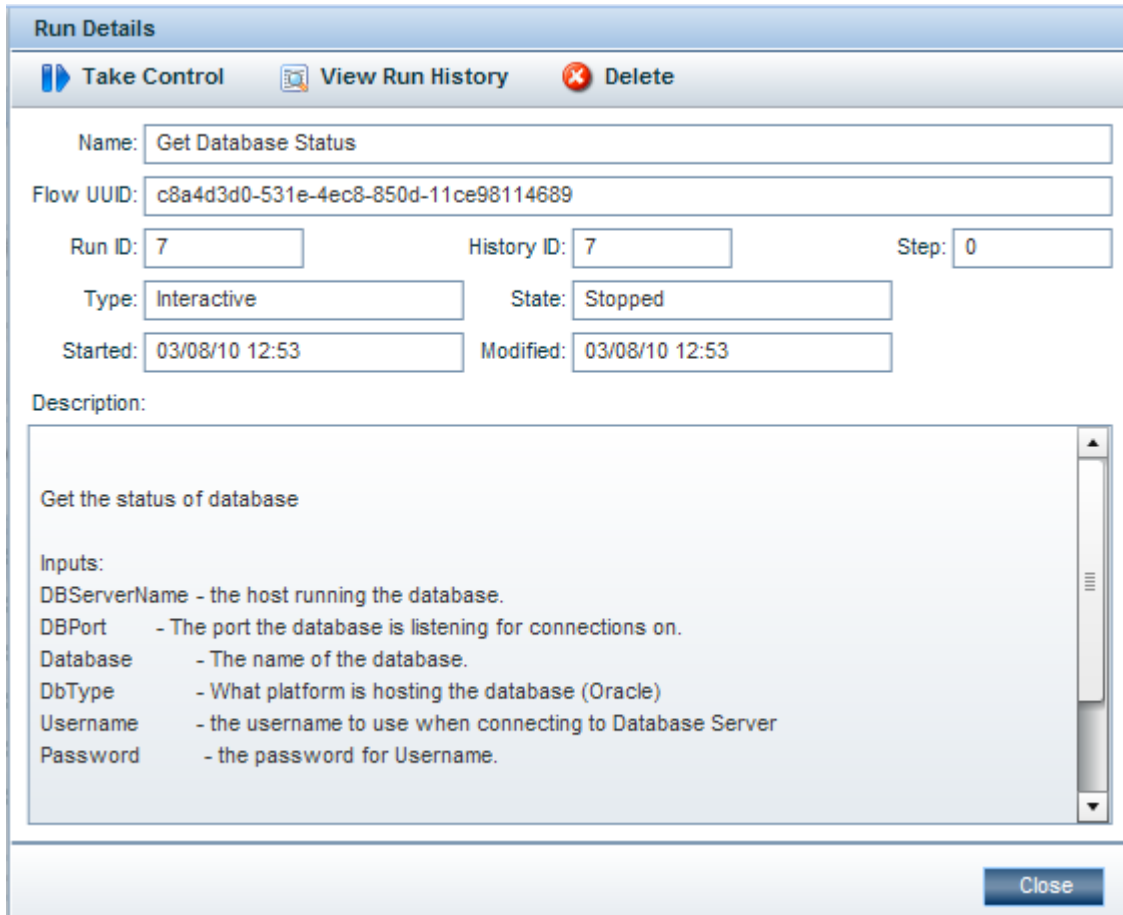 Run Details
Take Control View Run History Delete
Name: Get Database Status
Flow UUID: c8a4d3d0-531e-4ec8-850d-11ce98114689
Run ID: 7 History ID: 7 Step: 0
Type: Interactive State: Stopped
Started: 03/08/10 12:53 Modified: 03/08/10 12:53
Description:
Get the status of database
Inputs:
DBServerName - the host running the database.
DBPort - The port the database is listening for connections on.
Database - The name of the database.
DbType - What platform is hosting the database (Oracle)
Username - the username to use when connecting to Database Server
Password - the password for Username.
Close